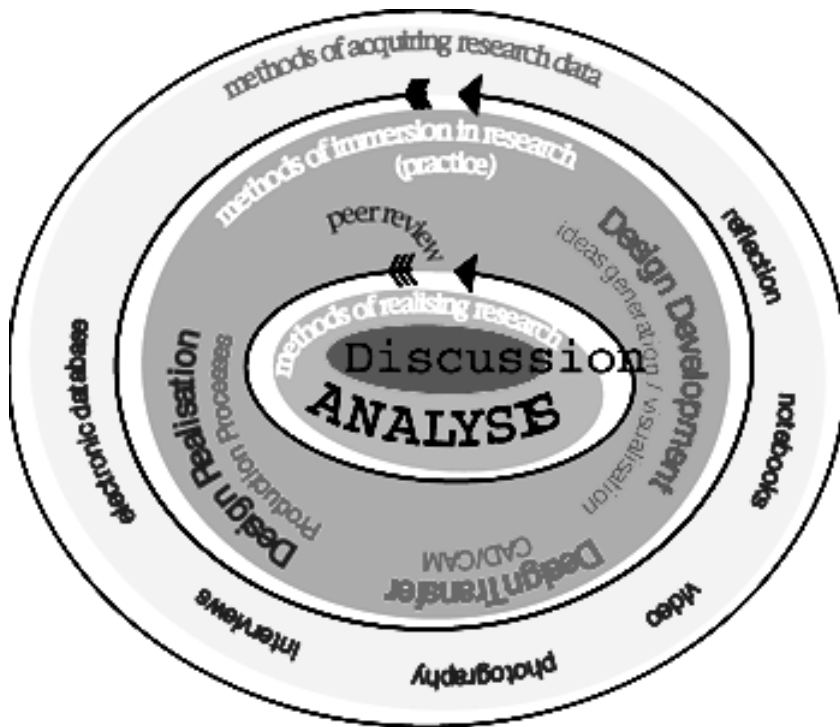 methods of acquiring research data
reflection
notebooks
video
photography
interviews
electronic databases
methods of immersion in research
(practice)
peer review
Design Development
ideas generation / visualisation
Design Transfer
CAD/CAM
Design Realisation
Production Processes
methods of realising research
Discussion
ANALYSIS